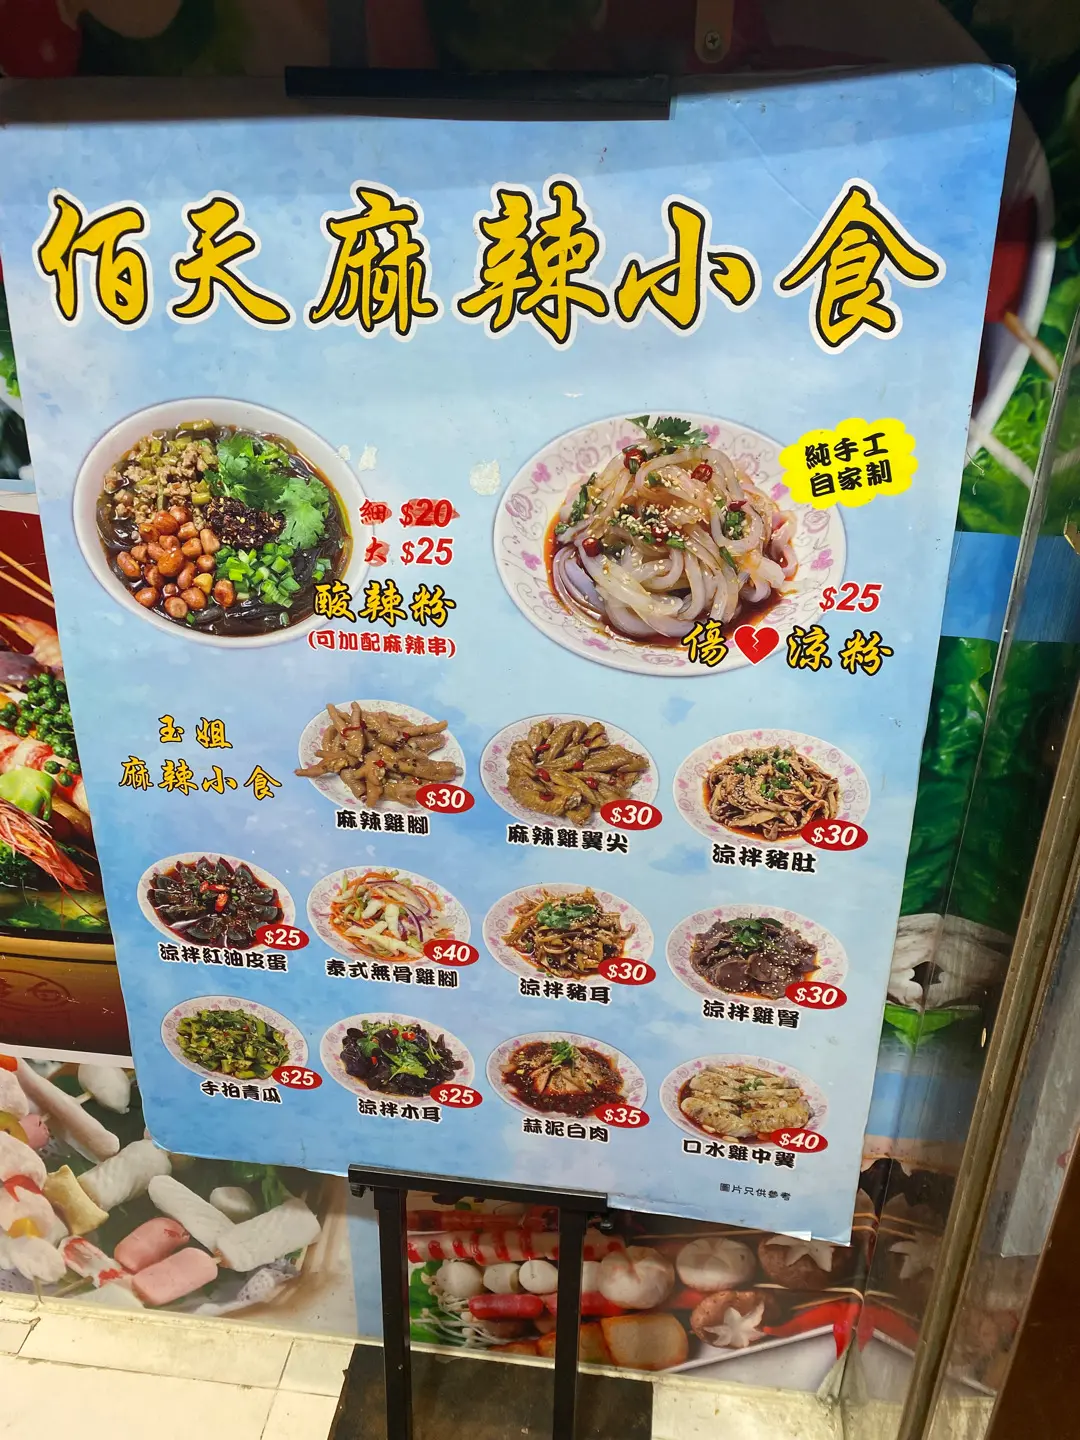 佰天麻辣小食
純手工
自家制
細 $20
大 $25
酸辣粉
(可加配麻辣串)
$25
傷 涼粉
玉姐
麻辣小食
$30
麻辣雞腳
$30
麻辣雞翼尖
$30
涼拌豬肚
$25
涼拌紅油皮蛋
$40
泰式無骨雞腳
$30
涼拌豬耳
$30
涼拌雞腎
$25
手拍青瓜
$25
涼拌木耳
$35
蒜泥白肉
$40
口水雞中翼
圖片只供參考